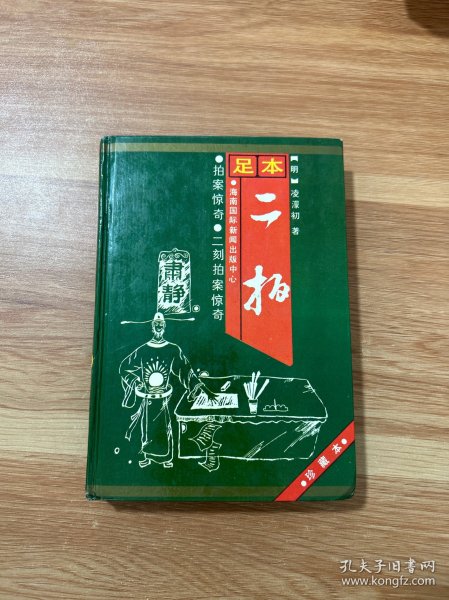 足本
【明】凌濛初 著
二拍
●海南国际新闻出版中心
●拍案惊奇●二刻拍案惊奇
肃静
●珍藏本●
孔夫子旧书网
www.kongfz.com